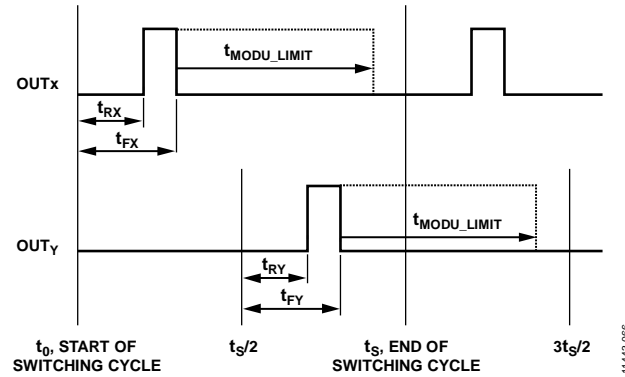 OUTx
tMODU_LIMIT
tRX
tFX
OUTY
tMODU_LIMIT
tRY
tFY
t0, START OF
SWITCHING CYCLE
tS/2
tS, END OF
SWITCHING CYCLE
3tS/2